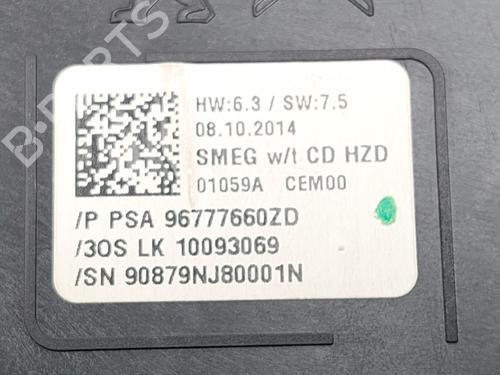 HW:6.3 / SW:7.5
08.10.2014
SMEG w/t CD HZD
01059A CEM00
/P PSA 96777660ZD
/3OS LK 10093069
/SN 90879NJ80001N
B-PARTS